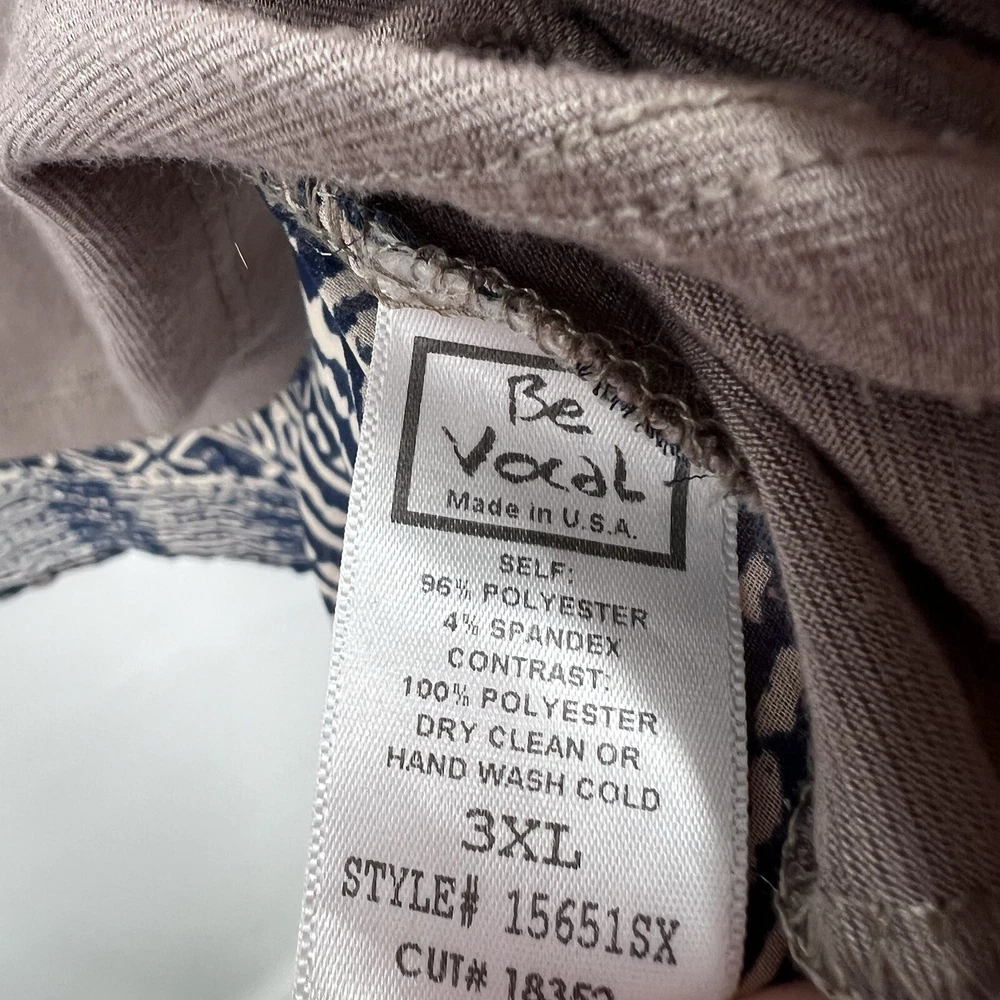 Be
Vocal
Made in U.S.A.
SELF:
96% POLYESTER
4% SPANDEX
CONTRAST:
100% POLYESTER
DRY CLEAN OR
HAND WASH COLD
3XL
STYLE# 15651SX
CUT#